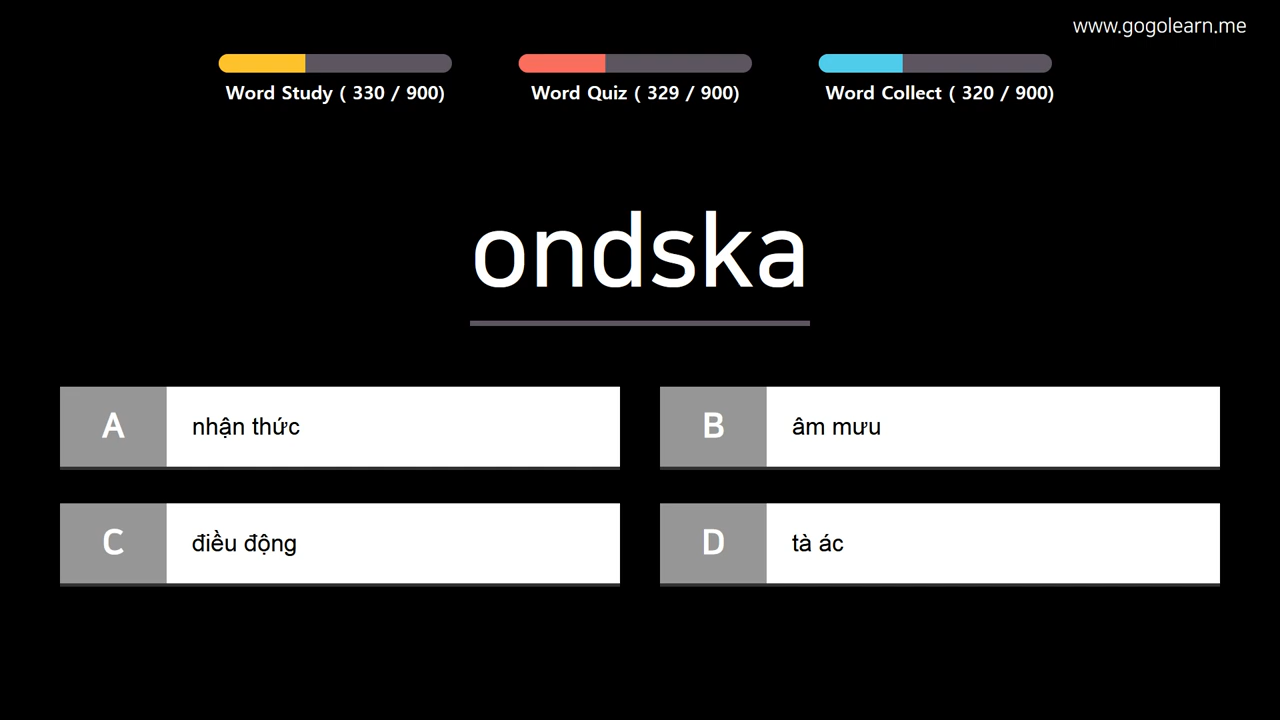 www.gogolearn.me
Word Study ( 330 / 900)
Word Quiz ( 329 / 900)
Word Collect ( 320 / 900)
ondska
A nhận thức
B âm mưu
C điều động
D tà ác